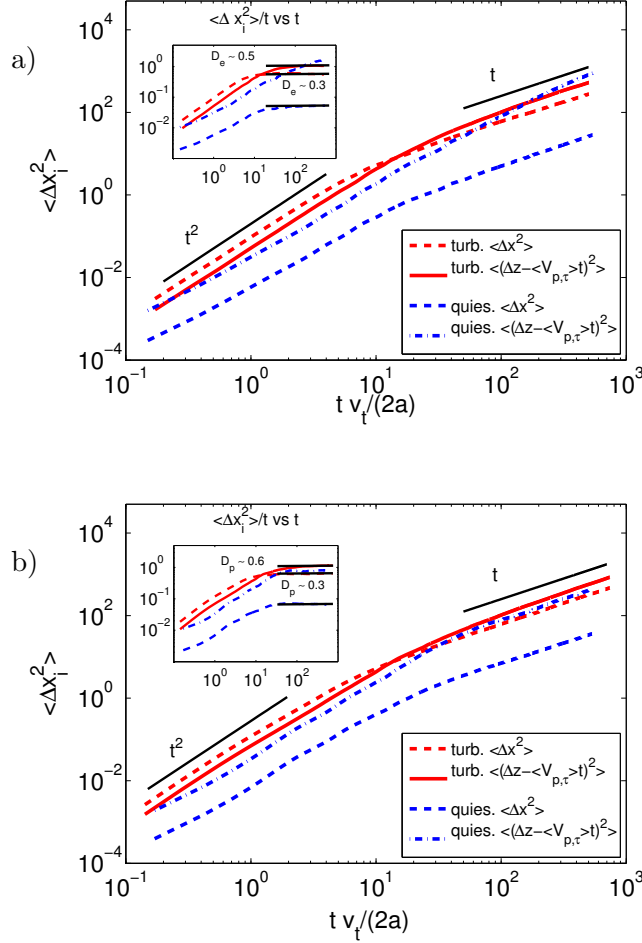 a)
<Δ x_i^2>/t vs t
D_e ~ 0.5
D_e ~ 0.3
10^0
10^-1
10^-2
10^0 10^1 10^2
t^2
t
turb. <Δx^2>
turb. <(Δz-<V_p,τ>t)^2>
quies. <Δx^2>
quies. <(Δz-<V_p,τ>t)^2>
<Δx_i^2>
10^4
10^2
10^0
10^-2
10^-4
10^-1 10^0 10^1 10^2 10^3
t v_t/(2a)
b)
<Δx_i^2>/t vs t
D_p ~ 0.6
D_p ~ 0.3
10^0
10^-1
10^-2
10^0 10^1 10^2
t^2
t
turb. <Δx^2>
turb. <(Δz-<V_p,τ>t)^2>
quies. <Δx^2>
quies. <(Δz-<V_p,τ>t)^2>
<Δx_i^2>
10^4
10^2
10^0
10^-2
10^-4
10^-1 10^0 10^1 10^2 10^3
t v_t/(2a)